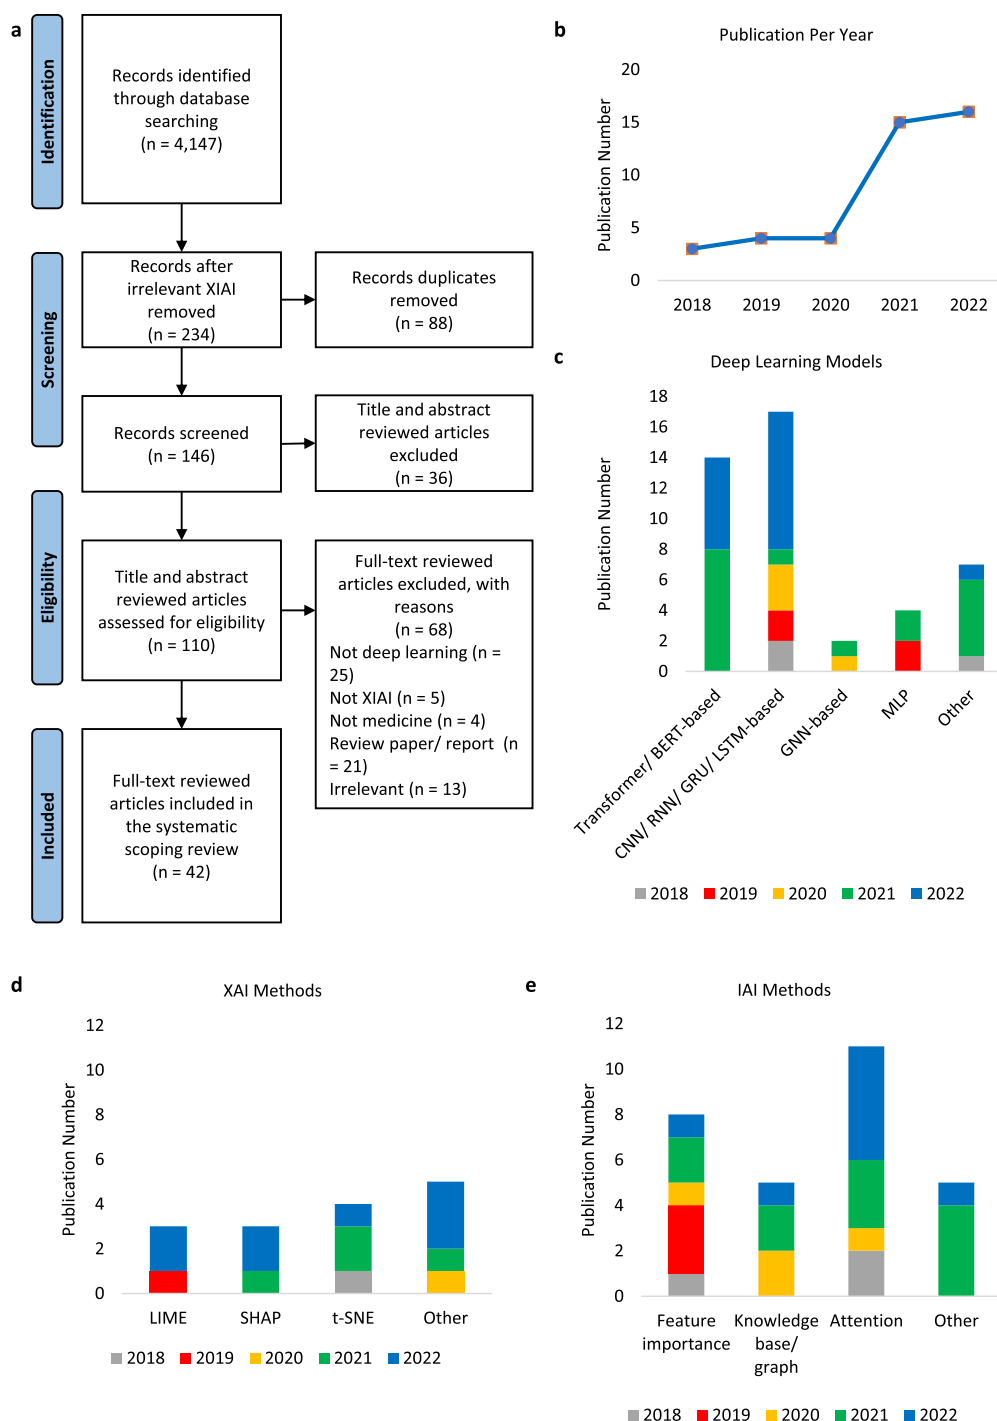 a
Identification
Records identified
through database
searching
(n = 4,147)
Screening
Records after
irrelevant XIAI
removed
(n = 234)
Records duplicates
removed
(n = 88)
Records screened
(n = 146)
Title and abstract
reviewed articles
excluded
(n = 36)
Eligibility
Title and abstract
reviewed articles
assessed for eligibility
(n = 110)
Full-text reviewed
articles excluded, with
reasons
(n = 68)
Not deep learning (n =
25)
Not XIAI (n = 5)
Not medicine (n = 4)
Review paper/ report (n
= 21)
Irrelevant (n = 13)
Included
Full-text reviewed
articles included in
the systematic
scoping review
(n = 42)
b
Publication Per Year
Publication Number
20
15
10
5
0
2018 2019 2020 2021 2022
c
Deep Learning Models
Publication Number
18
16
14
12
10
8
6
4
2
0
Transformer/ BERT-based
CNN/ RNN/ GRU/ LSTM-based
GNN-based
MLP
Other
2018 2019 2020 2021 2022
d
XAI Methods
Publication Number
12
10
8
6
4
2
0
LIME SHAP t-SNE Other
2018 2019 2020 2021 2022
e
IAI Methods
Publication Number
12
10
8
6
4
2
0
Feature
importance
Knowledge
base/
graph
Attention
Other
2018 2019 2020 2021 2022